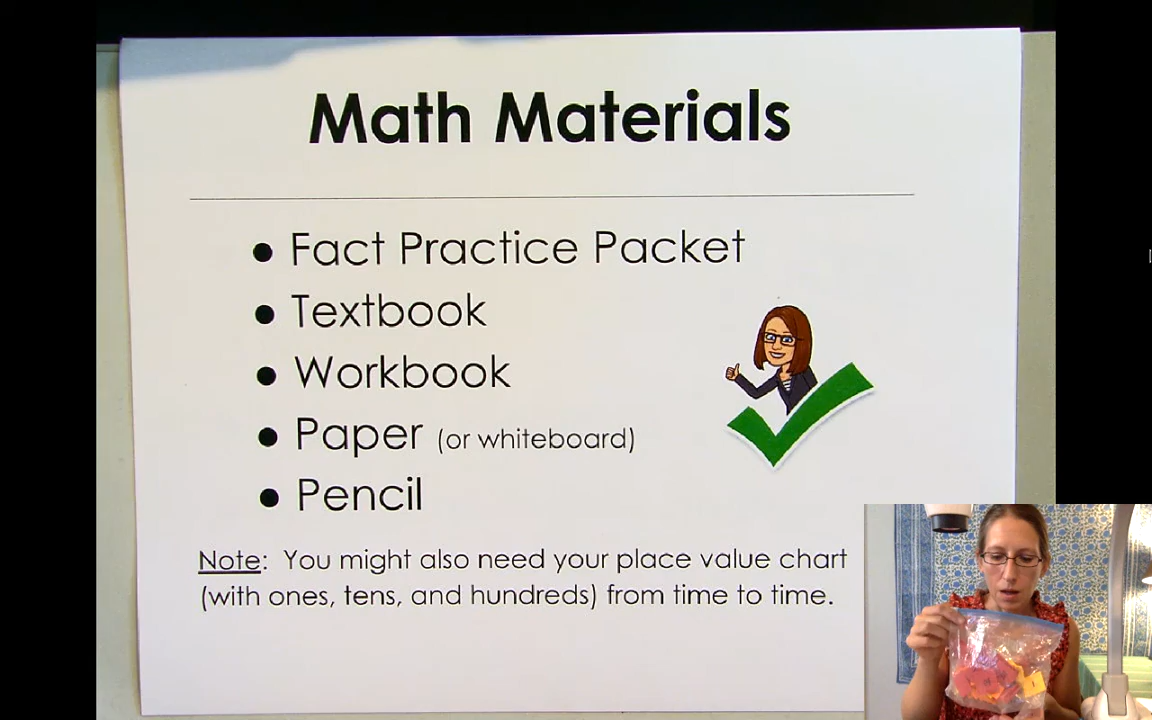 Math Materials
● Fact Practice Packet
● Textbook
● Workbook
● Paper (or whiteboard)
● Pencil
Note: You might also need your place value chart
(with ones, tens, and hundreds) from time to time.